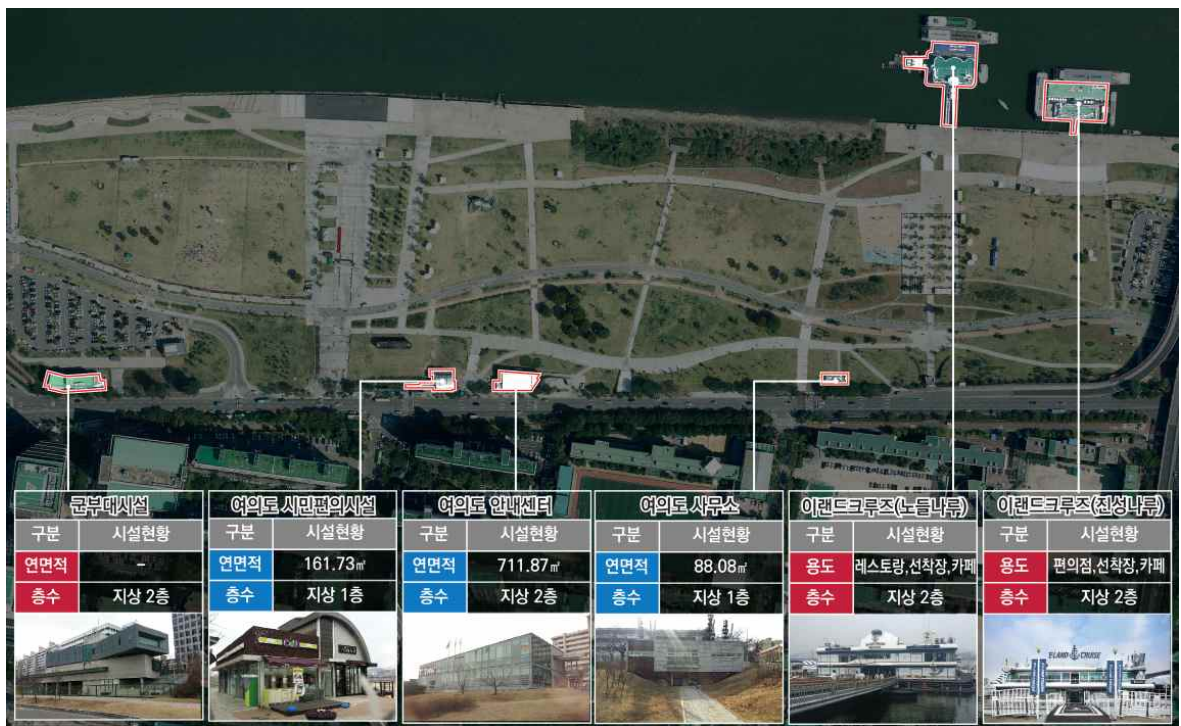 군부대시설
구분 시설현황
연면적 -
층수 지상 2층
여의도 시민편의시설
구분 시설현황
연면적 161.73㎡
층수 지상 1층
여의도 안내센터
구분 시설현황
연면적 711.87㎡
층수 지상 2층
여의도 사무소
구분 시설현황
연면적 88.08㎡
층수 지상 1층
이랜드크루즈(노들나루)
구분 시설현황
용도 레스토랑,선착장,카페
층수 지상 2층
이랜드크루즈(전성나루)
구분 시설현황
용도 편의점,선착장,카페
층수 지상 2층
Café
ELAND CRUISE